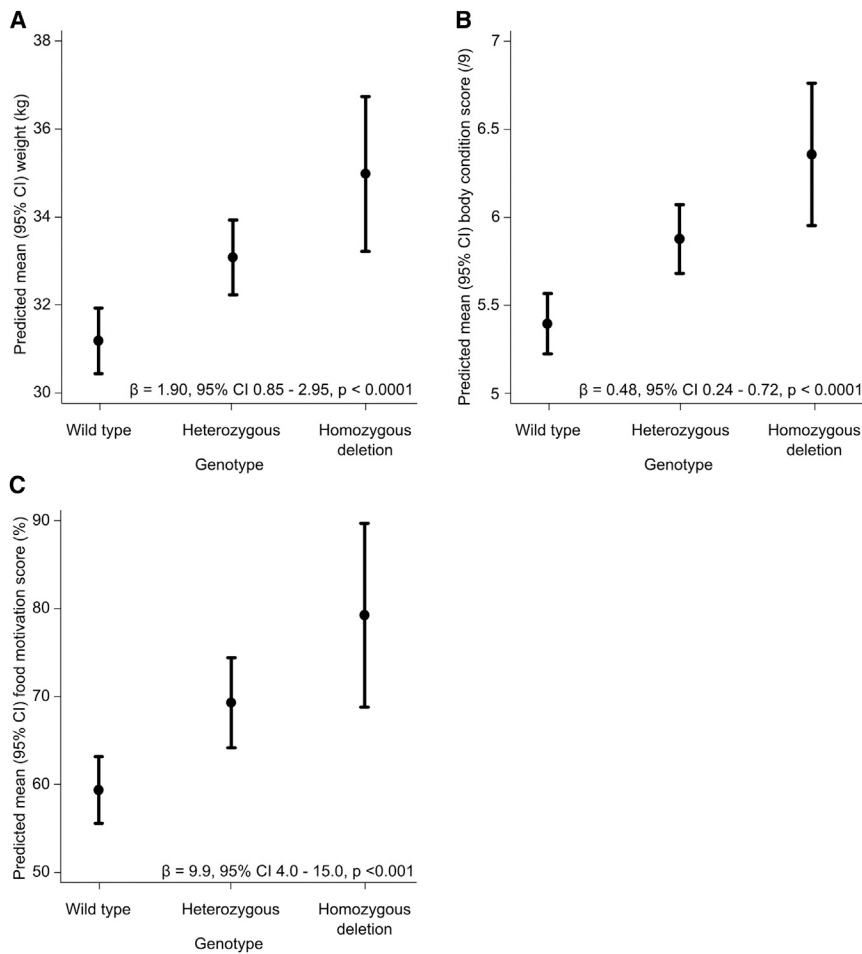 A
Predicted mean (95% CI) weight (kg)
38
36
34
32
30
β = 1.90, 95% CI 0.85 - 2.95, p < 0.0001
Wild type
Heterozygous
Homozygous
deletion
Genotype
B
Predicted mean (95% CI) body condition score (/9)
7
6.5
6
5.5
5
β = 0.48, 95% CI 0.24 - 0.72, p < 0.0001
Wild type
Heterozygous
Homozygous
deletion
Genotype
C
Predicted mean (95% CI) food motivation score (%)
90
80
70
60
50
β = 9.9, 95% CI 4.0 - 15.0, p <0.001
Wild type
Heterozygous
Homozygous
deletion
Genotype